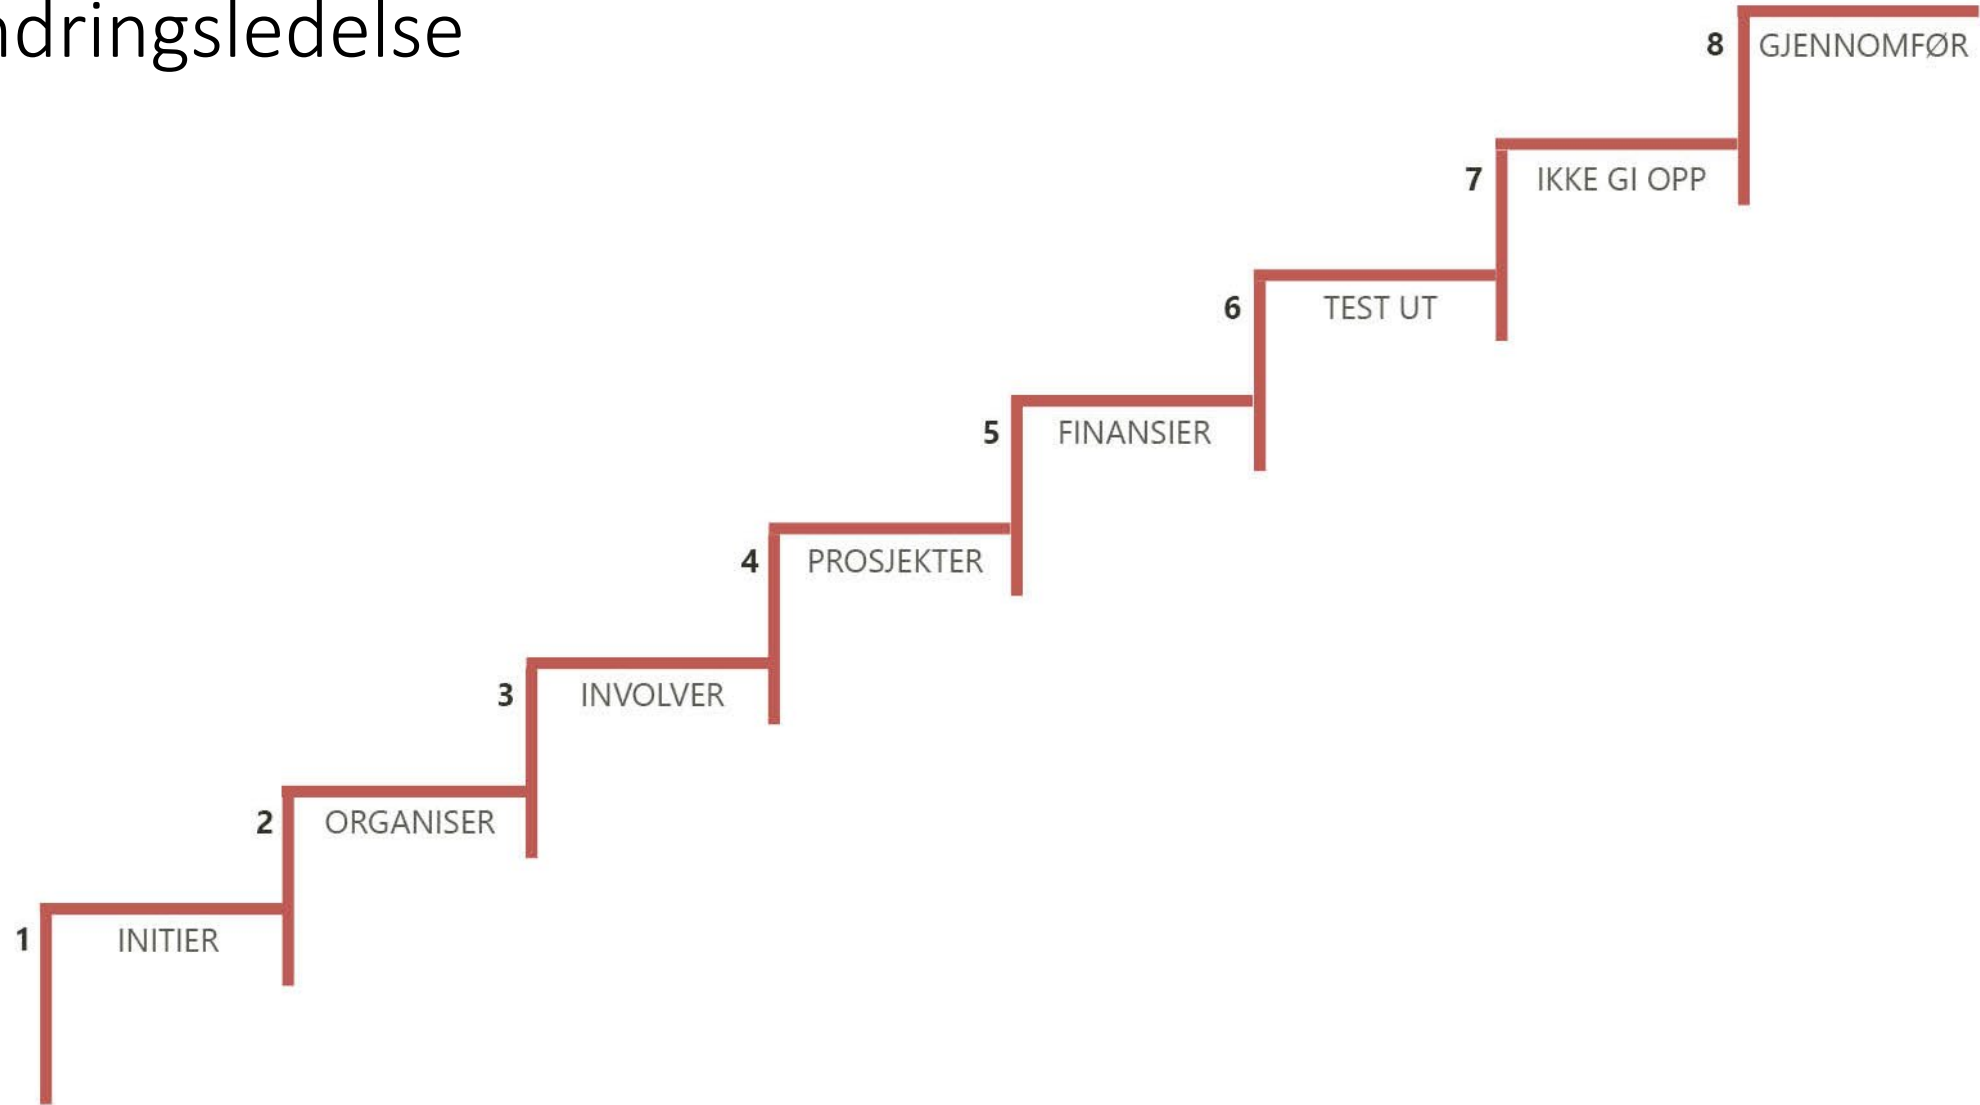 ndringsledelse
8 GJENNOMFØR
7 IKKE GI OPP
6 TEST UT
5 FINANSIER
4 PROSJEKTER
3 INVOLVER
2 ORGANISER
1 INITIER